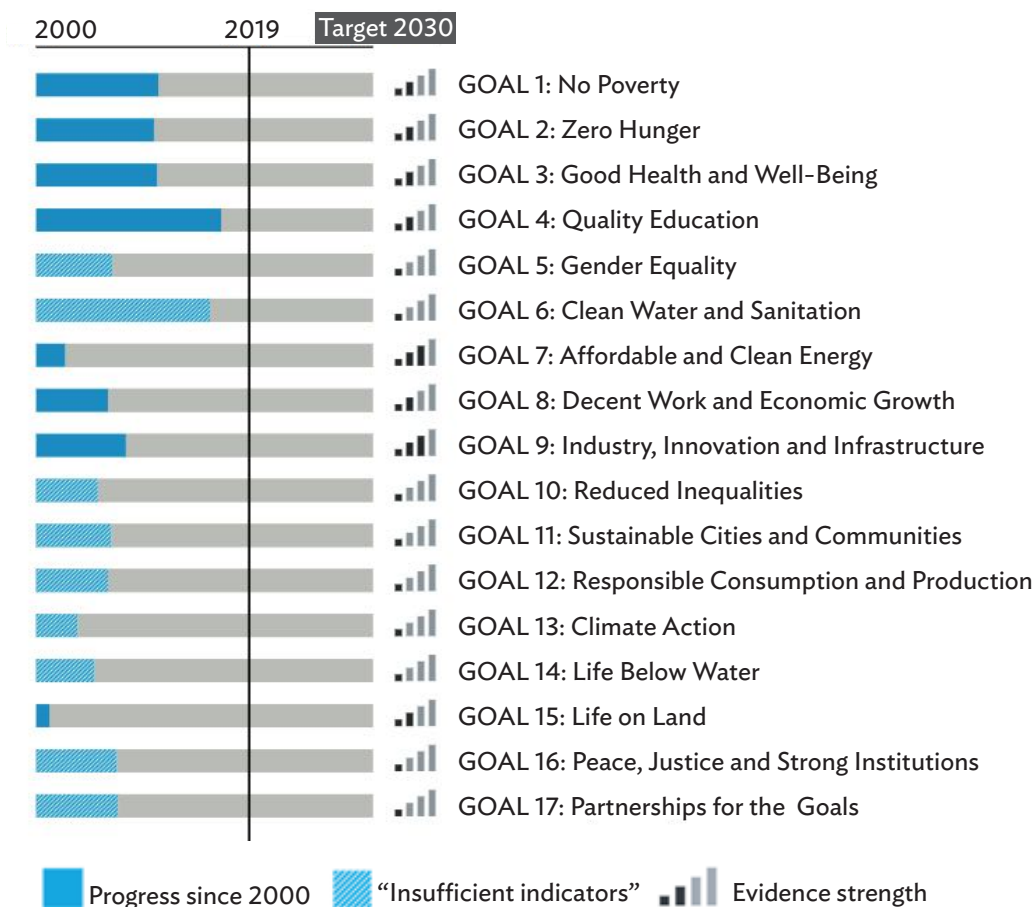 2000 2019 Target 2030
GOAL 1: No Poverty
GOAL 2: Zero Hunger
GOAL 3: Good Health and Well-Being
GOAL 4: Quality Education
GOAL 5: Gender Equality
GOAL 6: Clean Water and Sanitation
GOAL 7: Affordable and Clean Energy
GOAL 8: Decent Work and Economic Growth
GOAL 9: Industry, Innovation and Infrastructure
GOAL 10: Reduced Inequalities
GOAL 11: Sustainable Cities and Communities
GOAL 12: Responsible Consumption and Production
GOAL 13: Climate Action
GOAL 14: Life Below Water
GOAL 15: Life on Land
GOAL 16: Peace, Justice and Strong Institutions
GOAL 17: Partnerships for the Goals
Progress since 2000 “Insufficient indicators” Evidence strength